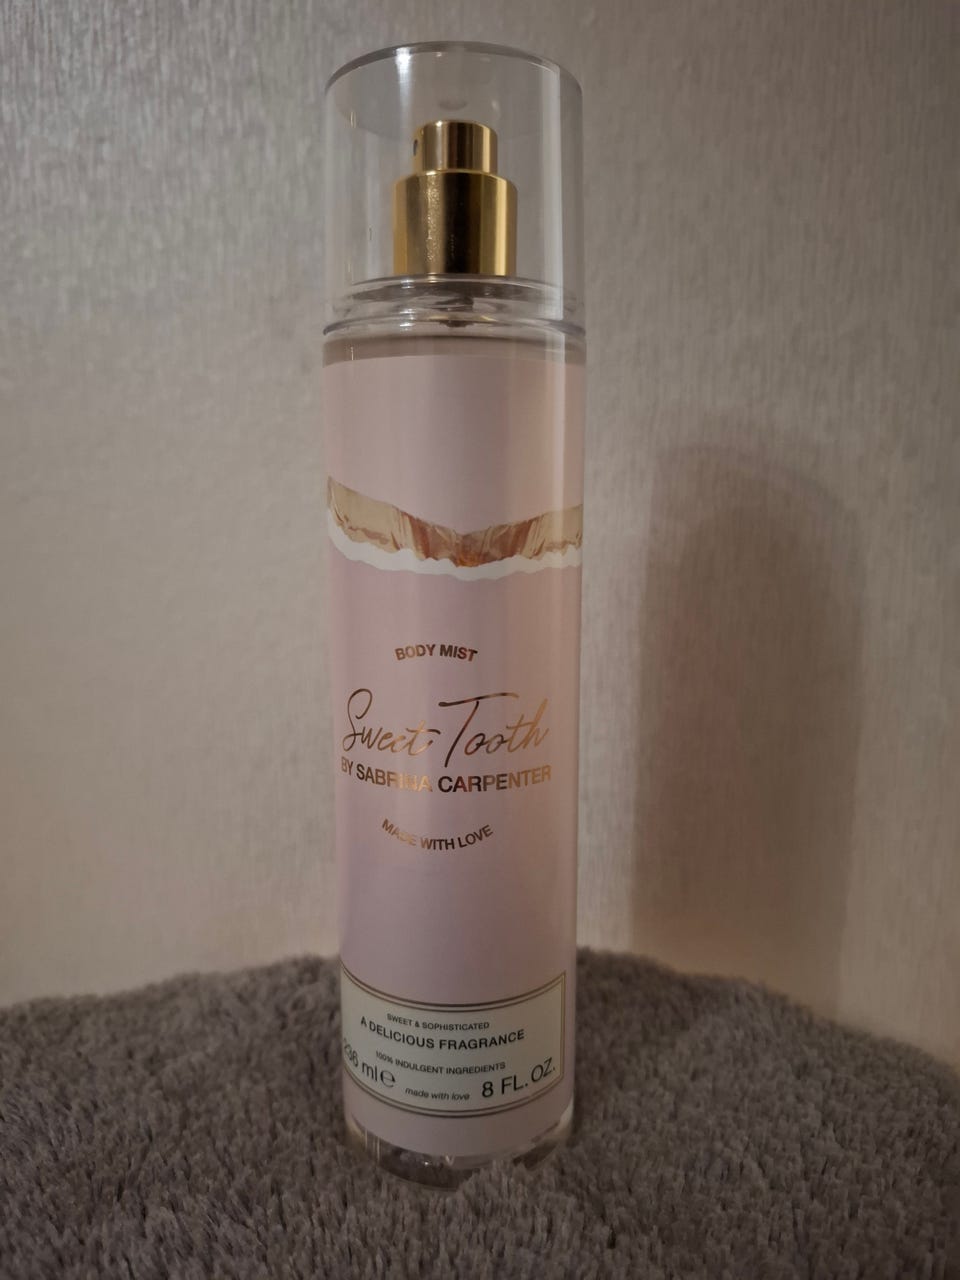 BODY MIST
Sweet Tooth
BY SABRINA CARPENTER
MADE WITH LOVE
SWEET & SOPHISTICATED
A DELICIOUS FRAGRANCE
100% INDULGENT INGREDIENTS
236 ml ℮ made with love 8 FL. OZ.